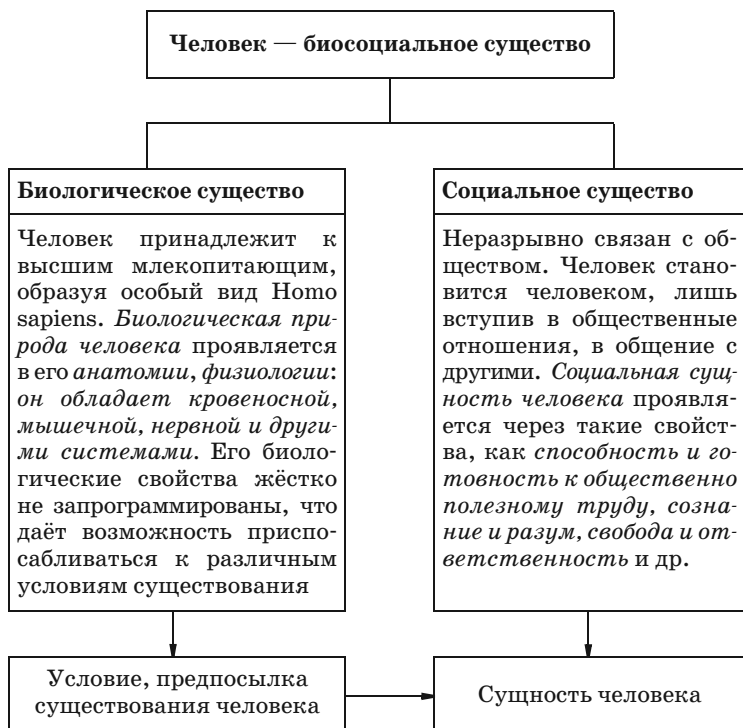 Человек — биосоциальное существо
Биологическое существо
Человек принадлежит к
высшим млекопитающим,
образуя особый вид Homo
sapiens. Биологическая при-
рода человека проявляется
в его анатомии, физиологии:
он обладает кровеносной,
мышечной, нервной и други-
ми системами. Его биоло-
гические свойства жёстко
не запрограммированы, что
даёт возможность приспо-
сабливаться к различным
условиям существования
Социальное существо
Неразрывно связан с об-
ществом. Человек стано-
вится человеком, лишь
вступив в общественные
отношения, в общение с
другими. Социальная сущ-
ность человека проявля-
ется через такие свойст-
ва, как способность и го-
товность к общественно
полезному труду, созна-
ние и разум, свобода и от-
ветственность и др.
Условие, предпосылка
существования человека
Сущность человека